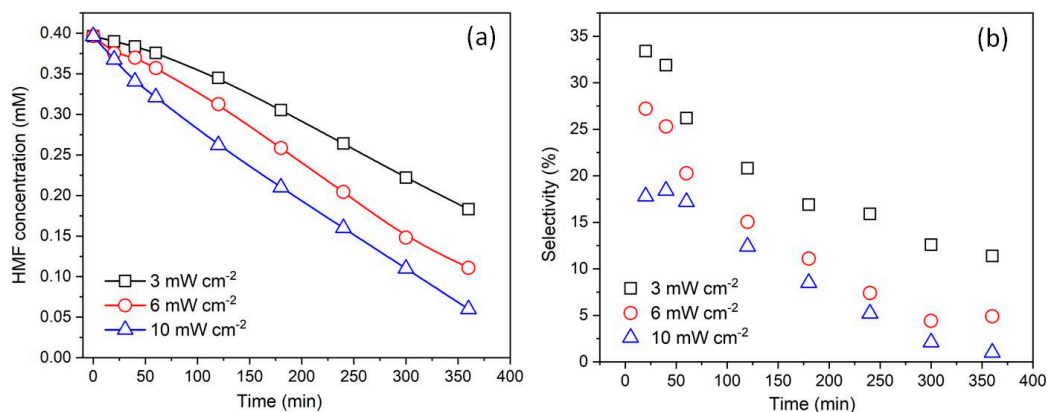 (a)
HMF concentration (mM)
0.40
0.35
0.30
0.25
0.20
0.15
0.10
0.05
0.00
3 mW cm-2
6 mW cm-2
10 mW cm-2
0 50 100 150 200 250 300 350 400
Time (min)
(b)
Selectivity (%)
35
30
25
20
15
10
5
0
3 mW cm-2
6 mW cm-2
10 mW cm-2
0 50 100 150 200 250 300 350 400
Time (min)